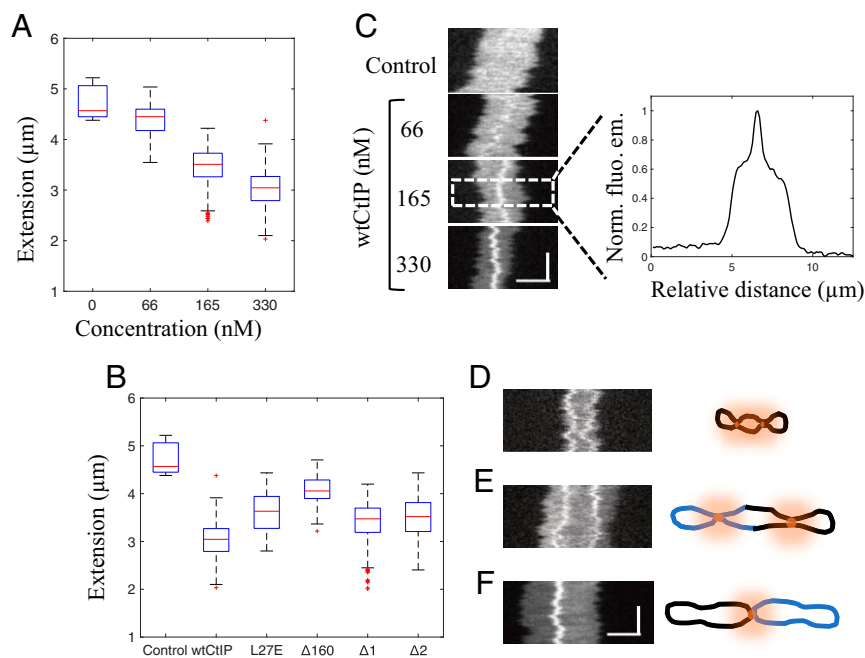 A
Extension (µm)
6
5
4
3
2
1
0 66 165 330
Concentration (nM)
C
Control
wtCtIP (nM)
66
165
330
Norm. fluo. em.
1
0.8
0.6
0.4
0.2
0
0 5 10
Relative distance (µm)
B
Extension (µm)
6
5
4
3
2
1
Control wtCtIP L27E Δ160 Δ1 Δ2
D
E
F